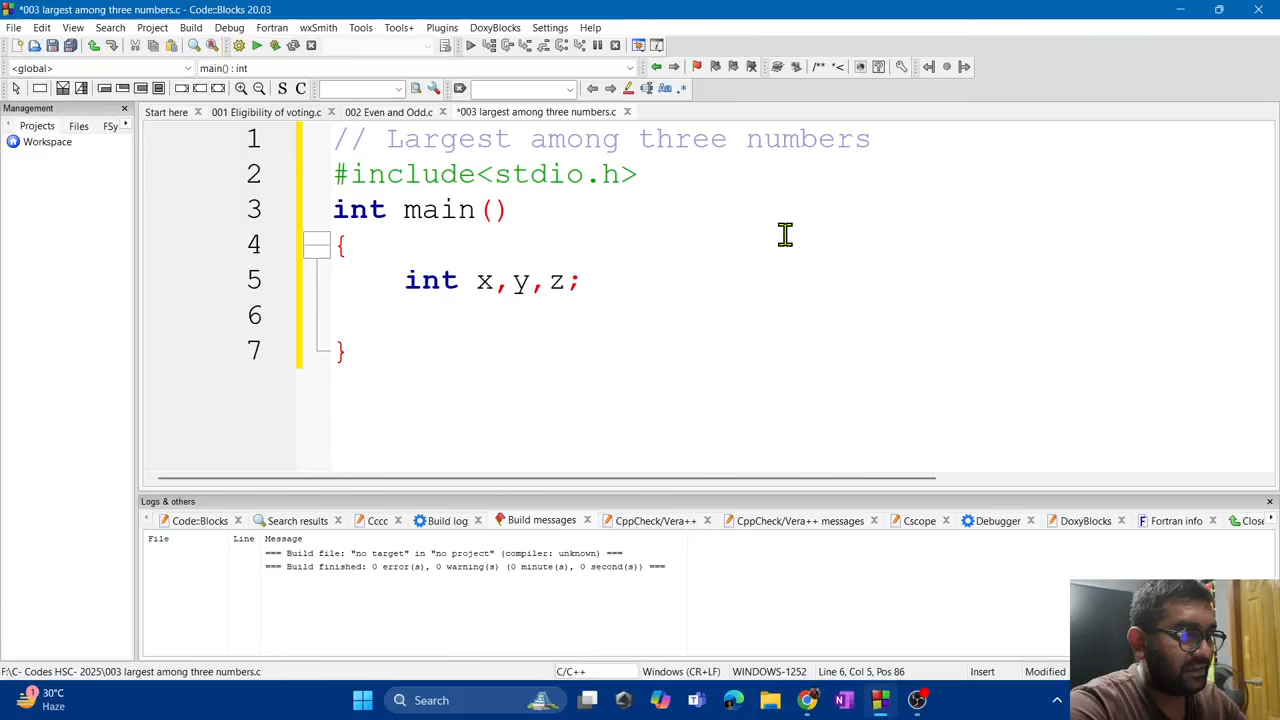 *003 largest among three numbers.c - Code::Blocks 20.03
File Edit View Search Project Build Debug Fortran wxSmith Tools Tools+ Plugins DoxyBlocks Settings Help
<global> main() : int
/** *<
S C Aa .*
Management
Projects Files FSy
Workspace
Start here 001 Eligibility of voting.c 002 Even and Odd.c *003 largest among three numbers.c
1 // Largest among three numbers
2 #include<stdio.h>
3 int main()
4 {
5 int x,y,z;
6
7 }
Logs & others
Code::Blocks Search results Cccc Build log Build messages CppCheck/Vera++ CppCheck/Vera++ messages Cscope Debugger DoxyBlocks Fortran info Close
File Line Message
=== Build file: "no target" in "no project" (compiler: unknown) ===
=== Build finished: 0 error(s), 0 warning(s) (0 minute(s), 0 second(s)) ===
F:\C- Codes HSC- 2025\003 largest among three numbers.c C/C++ Windows (CR+LF) WINDOWS-1252 Line 6, Col 5, Pos 86 Insert Modified
1 30°C
Haze
Search